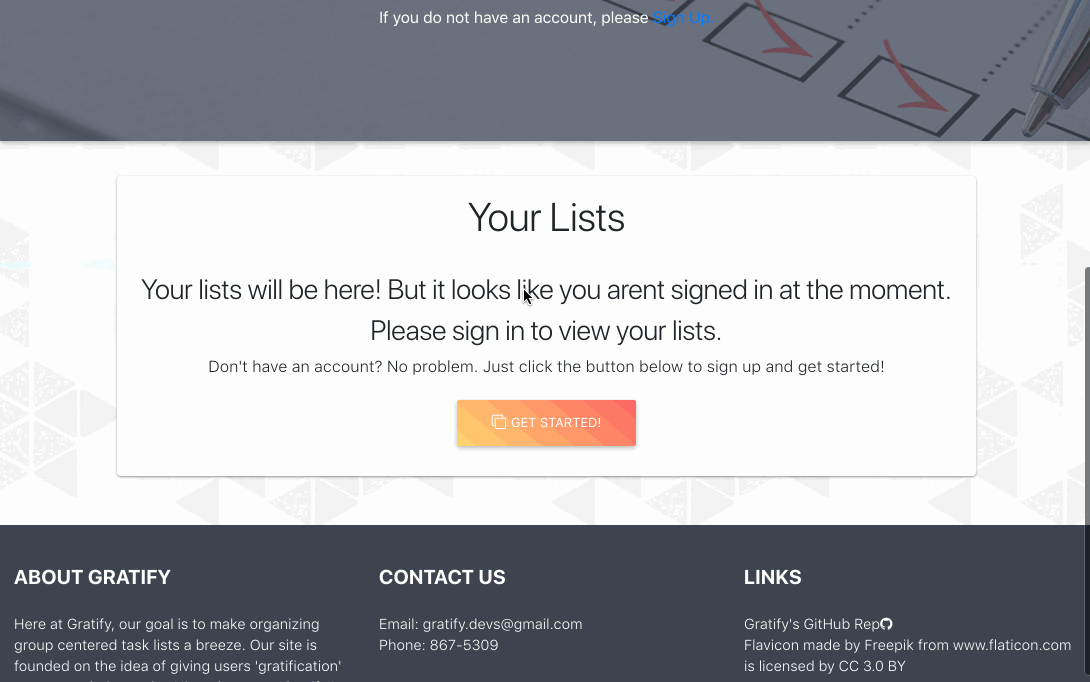 If you do not have an account, please Sign Up.
Your Lists
Your lists will be here! But it looks like you arent signed in at the moment.
Please sign in to view your lists.
Don't have an account? No problem. Just click the button below to sign up and get started!
GET STARTED!
ABOUT GRATIFY
Here at Gratify, our goal is to make organizing
group centered task lists a breeze. Our site is
founded on the idea of giving users 'gratification'
CONTACT US
Email: gratify.devs@gmail.com
Phone: 867-5309
LINKS
Gratify's GitHub Rep
Flavicon made by Freepik from www.flaticon.com
is licensed by CC 3.0 BY